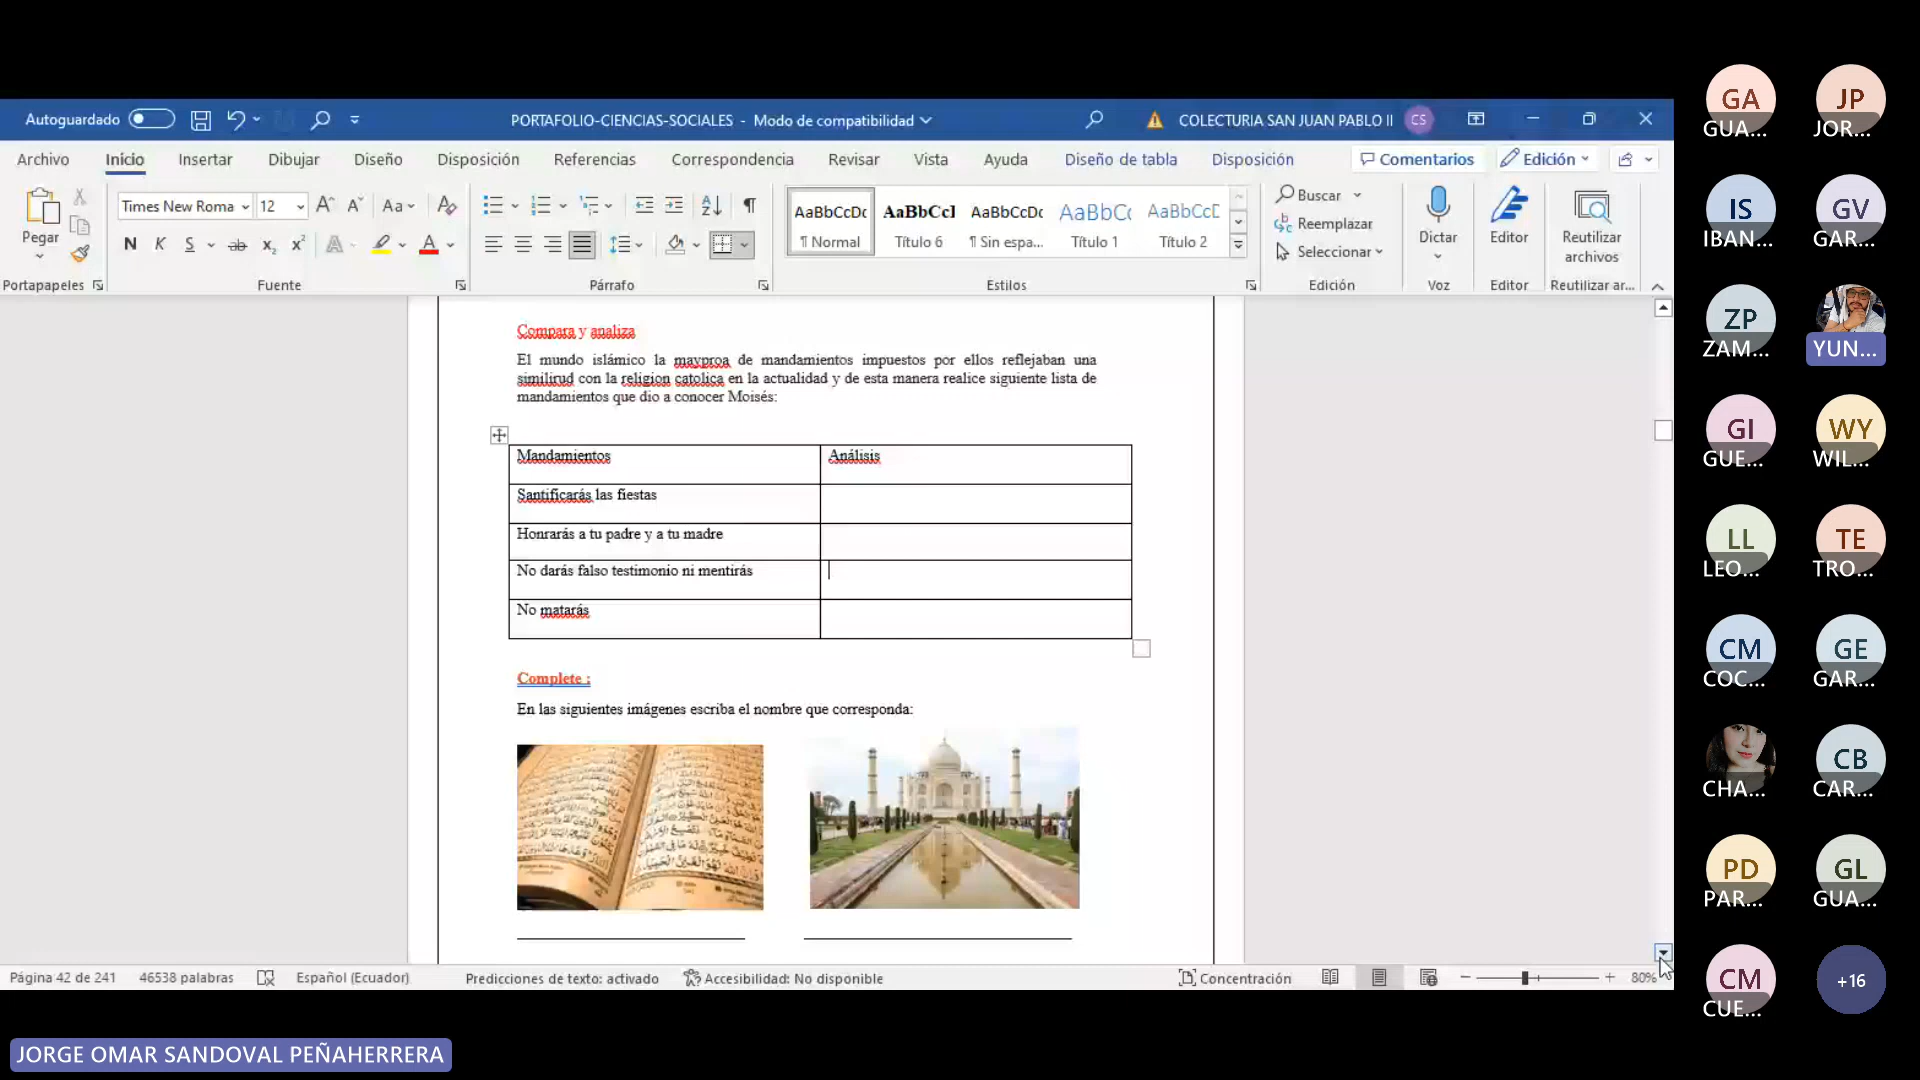 Autoguardado
PORTAFOLIO-CIENCIAS-SOCIALES - Modo de compatibilidad
COLECTURIA SAN JUAN PABLO II
CS
Archivo Inicio Insertar Dibujar Diseño Disposición Referencias Correspondencia Revisar Vista Ayuda Diseño de tabla Disposición
Comentarios
Edición
Pegar
Times New Roma
12
Aa
N K S ab x₂ x²
AaBbCcDc AaBbCcI AaBbCcDc AaBbCc AaBbCcD
¶ Normal Título 6 ¶ Sin espa... Título 1 Título 2
Buscar
Reemplazar
Seleccionar
Dictar
Editor
Reutilizar
archivos
Portapapeles Fuente Párrafo Estilos Edición Voz Editor Reutilizar ar...
Compara y analiza
El mundo islámico la mayproa de mandamientos impuestos por ellos reflejaban una
similirud con la religion catolica en la actualidad y de esta manera realice siguiente lista de
mandamientos que dio a conocer Moisés:
Mandamientos Análisis
Santificarás las fiestas
Honrarás a tu padre y a tu madre
No darás falso testimonio ni mentirás
No matarás
Complete :
En las siguientes imágenes escriba el nombre que corresponda:
Página 42 de 241 46538 palabras Español (Ecuador) Predicciones de texto: activado Accesibilidad: No disponible Concentración 80%
JORGE OMAR SANDOVAL PEÑAHERRERA
GA
GUA...
JP
JOR...
IS
IBAN...
GV
GAR...
ZP
ZAM...
YUN...
GI
GUE...
WY
WIL...
LL
LEO...
TE
TRO...
CM
COC...
GE
GAR...
CHA...
CB
CAR...
PD
PAR...
GL
GUA...
CM
CUE...
+16